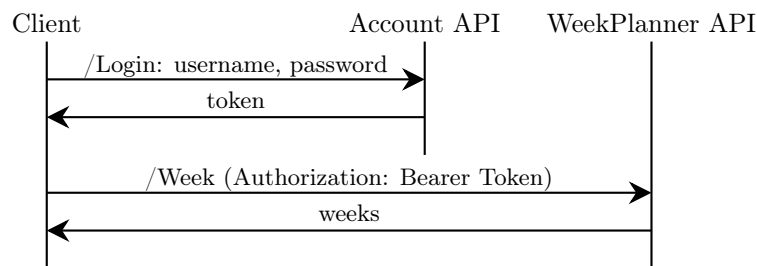 Client
Account API
WeekPlanner API
/Login: username, password
token
/Week (Authorization: Bearer Token)
weeks